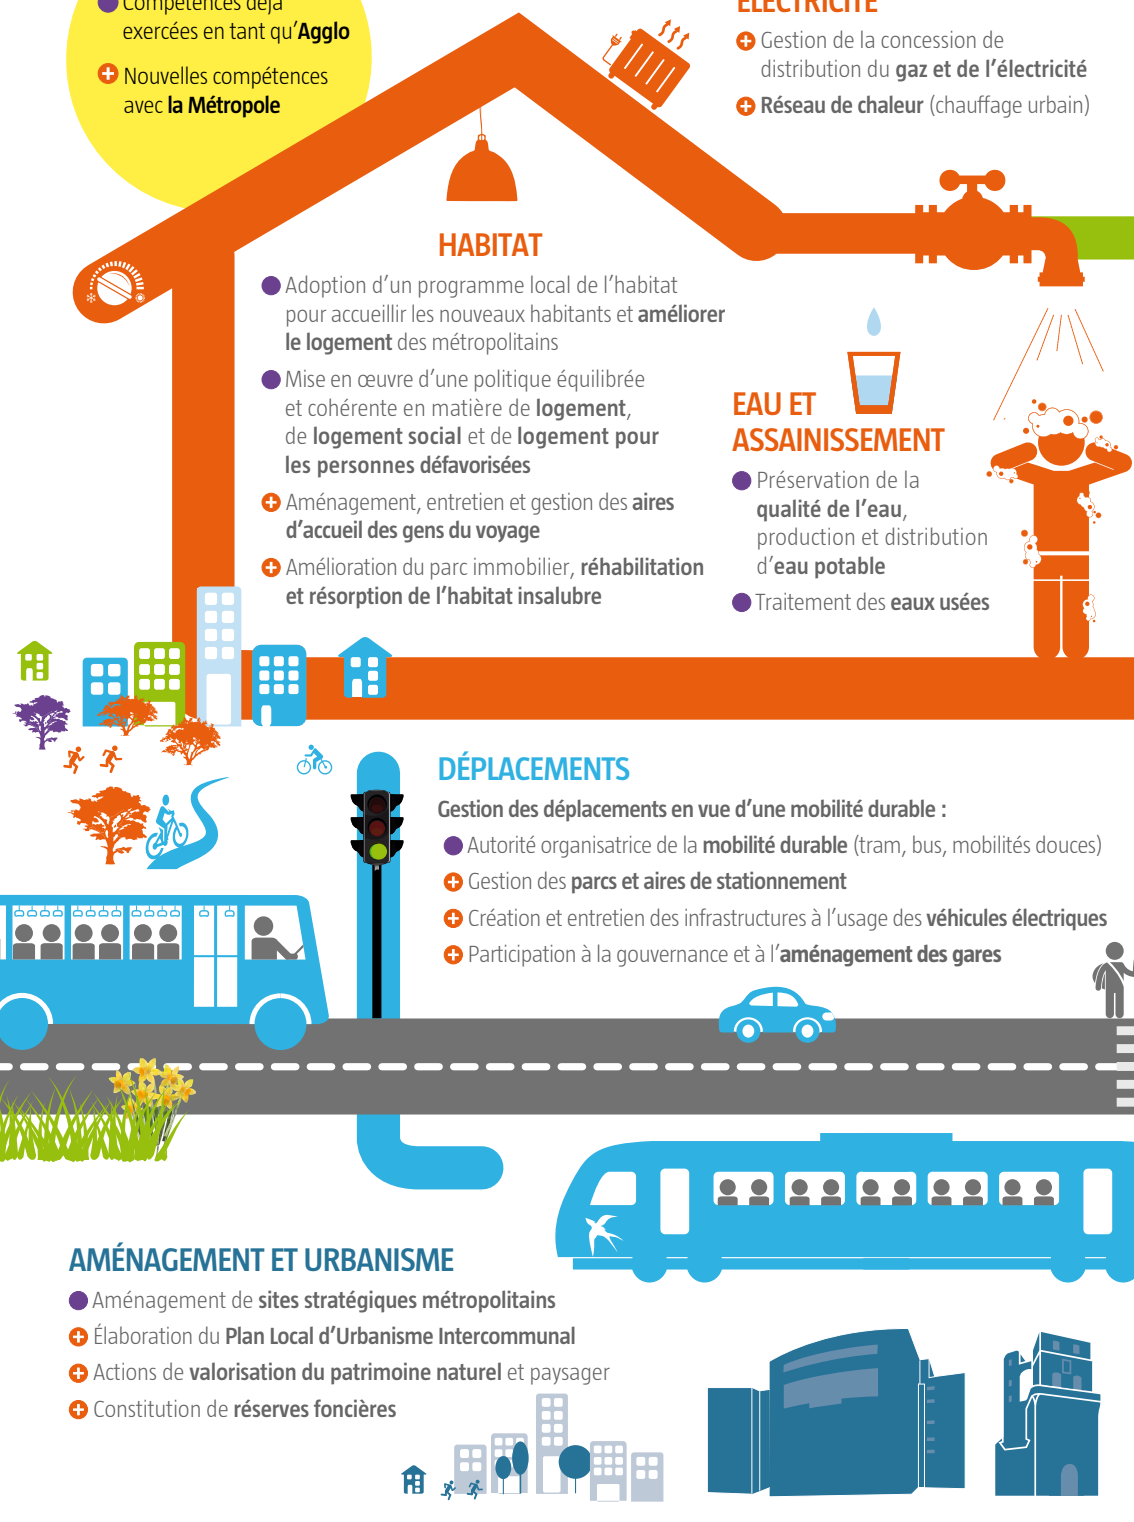 Compétences déjà
exercées en tant qu’Agglo
Nouvelles compétences
avec la Métropole
ÉLECTRICITÉ
Gestion de la concession de
distribution du gaz et de l’électricité
Réseau de chaleur (chauffage urbain)
HABITAT
Adoption d’un programme local de l’habitat
pour accueillir les nouveaux habitants et améliorer
le logement des métropolitains
Mise en œuvre d’une politique équilibrée
et cohérente en matière de logement,
de logement social et de logement pour
les personnes défavorisées
Aménagement, entretien et gestion des aires
d’accueil des gens du voyage
Amélioration du parc immobilier, réhabilitation
et résorption de l’habitat insalubre
EAU ET
ASSAINISSEMENT
Préservation de la
qualité de l’eau,
production et distribution
d’eau potable
Traitement des eaux usées
DÉPLACEMENTS
Gestion des déplacements en vue d’une mobilité durable :
Autorité organisatrice de la mobilité durable (tram, bus, mobilités douces)
Gestion des parcs et aires de stationnement
Création et entretien des infrastructures à l’usage des véhicules électriques
Participation à la gouvernance et à l’aménagement des gares
AMÉNAGEMENT ET URBANISME
Aménagement de sites stratégiques métropolitains
Élaboration du Plan Local d’Urbanisme Intercommunal
Actions de valorisation du patrimoine naturel et paysager
Constitution de réserves foncières